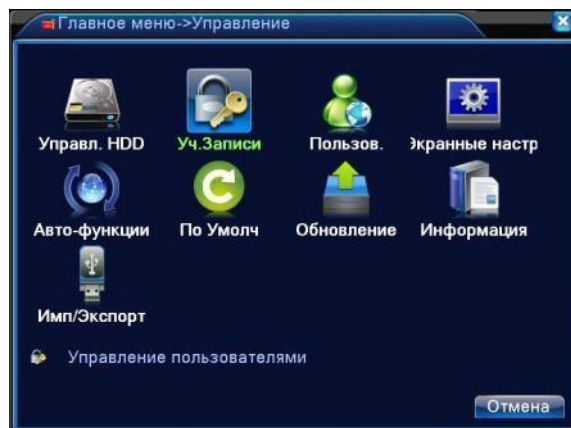 Главное меню->Управление
Управл. HDD Уч.Записи Пользов. Экранные настр
Авто-функции По Умолч Обновление Информация
Имп/Экспорт
Управление пользователями
Отмена